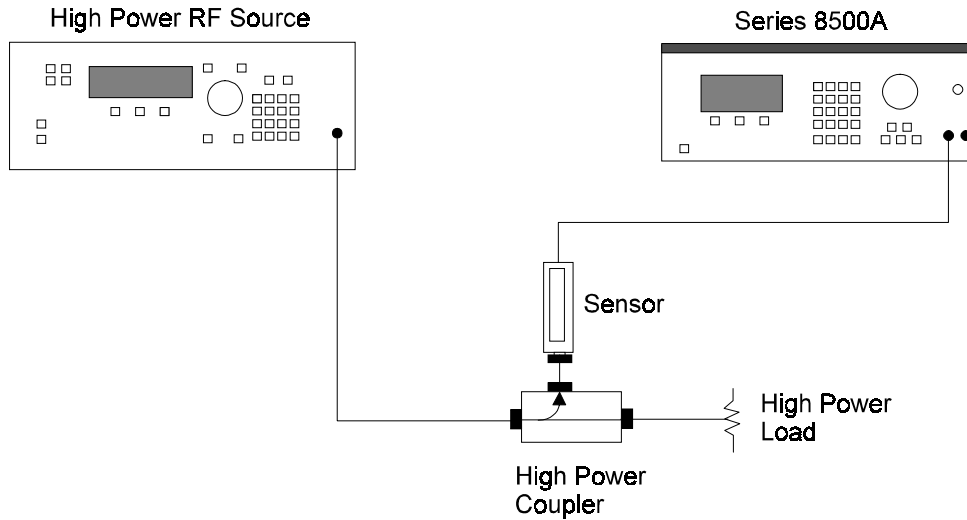 High Power RF Source
Series 8500A
Sensor
High Power
Load
High Power
Coupler